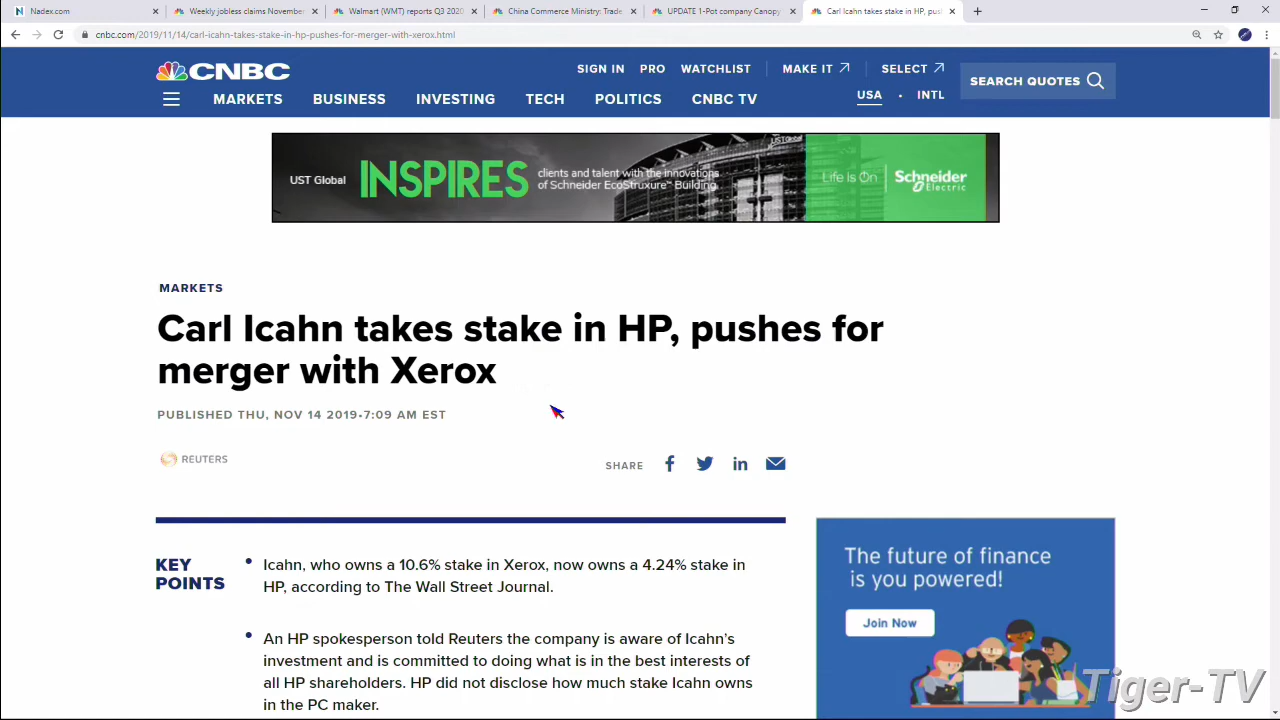 Nadex.com
Weekly jobless claims November
Walmart (WMT) reports Q3 2020
China Commerce Ministry: Trade
UPDATE 1-Pot company Canopy
Carl Icahn takes stake in HP, pus
cnbc.com/2019/11/14/carl-icahn-takes-stake-in-hp-pushes-for-merger-with-xerox.html
CNBC
SIGN IN PRO WATCHLIST MAKE IT SELECT
SEARCH QUOTES
USA • INTL
MARKETS BUSINESS INVESTING TECH POLITICS CNBC TV
UST Global INSPIRES clients and talent with the innovations
of Schneider EcoStruxure™ Building.
Life Is On Schneider
Electric
MARKETS
Carl Icahn takes stake in HP, pushes for
merger with Xerox
PUBLISHED THU, NOV 14 2019•7:09 AM EST
REUTERS
SHARE
KEY
POINTS
• Icahn, who owns a 10.6% stake in Xerox, now owns a 4.24% stake in
HP, according to The Wall Street Journal.
• An HP spokesperson told Reuters the company is aware of Icahn’s
investment and is committed to doing what is in the best interests of
all HP shareholders. HP did not disclose how much stake Icahn owns
in the PC maker.
The future of finance
is you powered!
Join Now
Tiger-TV